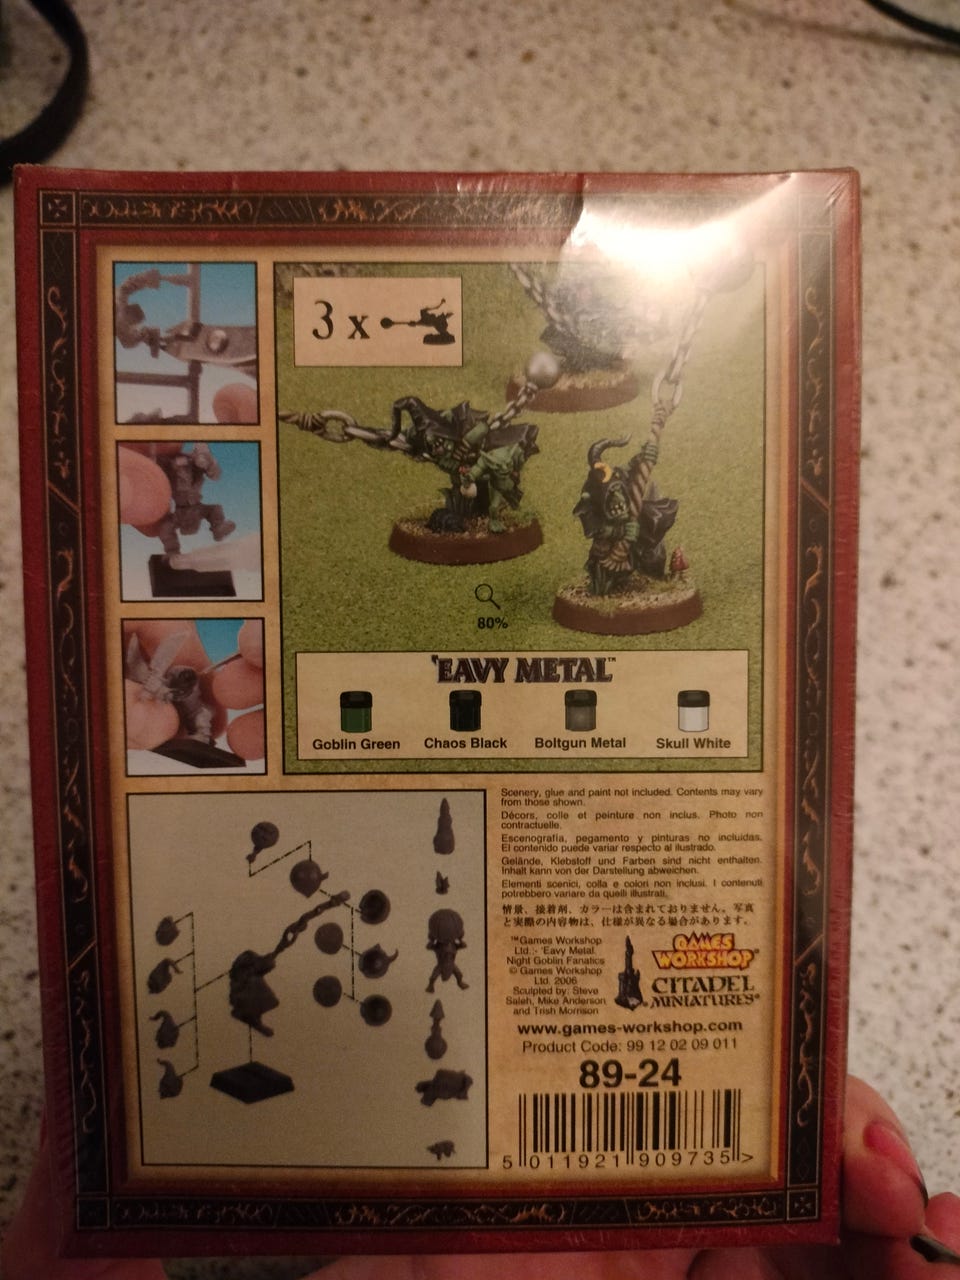 3 x
80%
'EAVY METAL™
Goblin Green
Chaos Black
Boltgun Metal
Skull White
Scenery, glue and paint not included. Contents may vary
from those shown.
Décors, colle et peinture non inclus. Photo non
contractuelle.
Escenografía, pegamento y pinturas no incluidas.
El contenido puede variar respecto al ilustrado.
Gelände, Klebstoff und Farben sind nicht enthalten.
Inhalt kann von der Darstellung abweichen.
Elementi scenici, colla e colori non inclusi. I contenuti
potrebbero variare da quelli illustrati.
情景、接着剤、カラーは含まれておりません。写真
と実際の内容物は、仕様が異なる場合があります。
™Games Workshop
Ltd.- 'Eavy Metal.
Night Goblin Fanatics
© Games Workshop
Ltd. 2006
Sculpted by: Steve
Saleh, Mike Anderson
and Trish Morrison
GAMES
WORKSHOP®
CITADEL
MINIATURES®
www.games-workshop.com
Product Code: 99 12 02 09 011
89-24
5 011921 909735 >